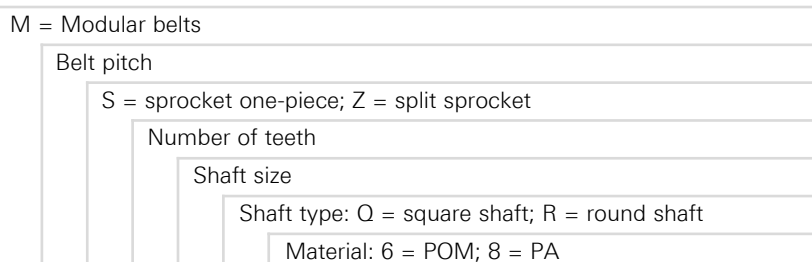 M = Modular belts
Belt pitch
S = sprocket one-piece; Z = split sprocket
Number of teeth
Shaft size
Shaft type: Q = square shaft; R = round shaft
Material: 6 = POM; 8 = PA